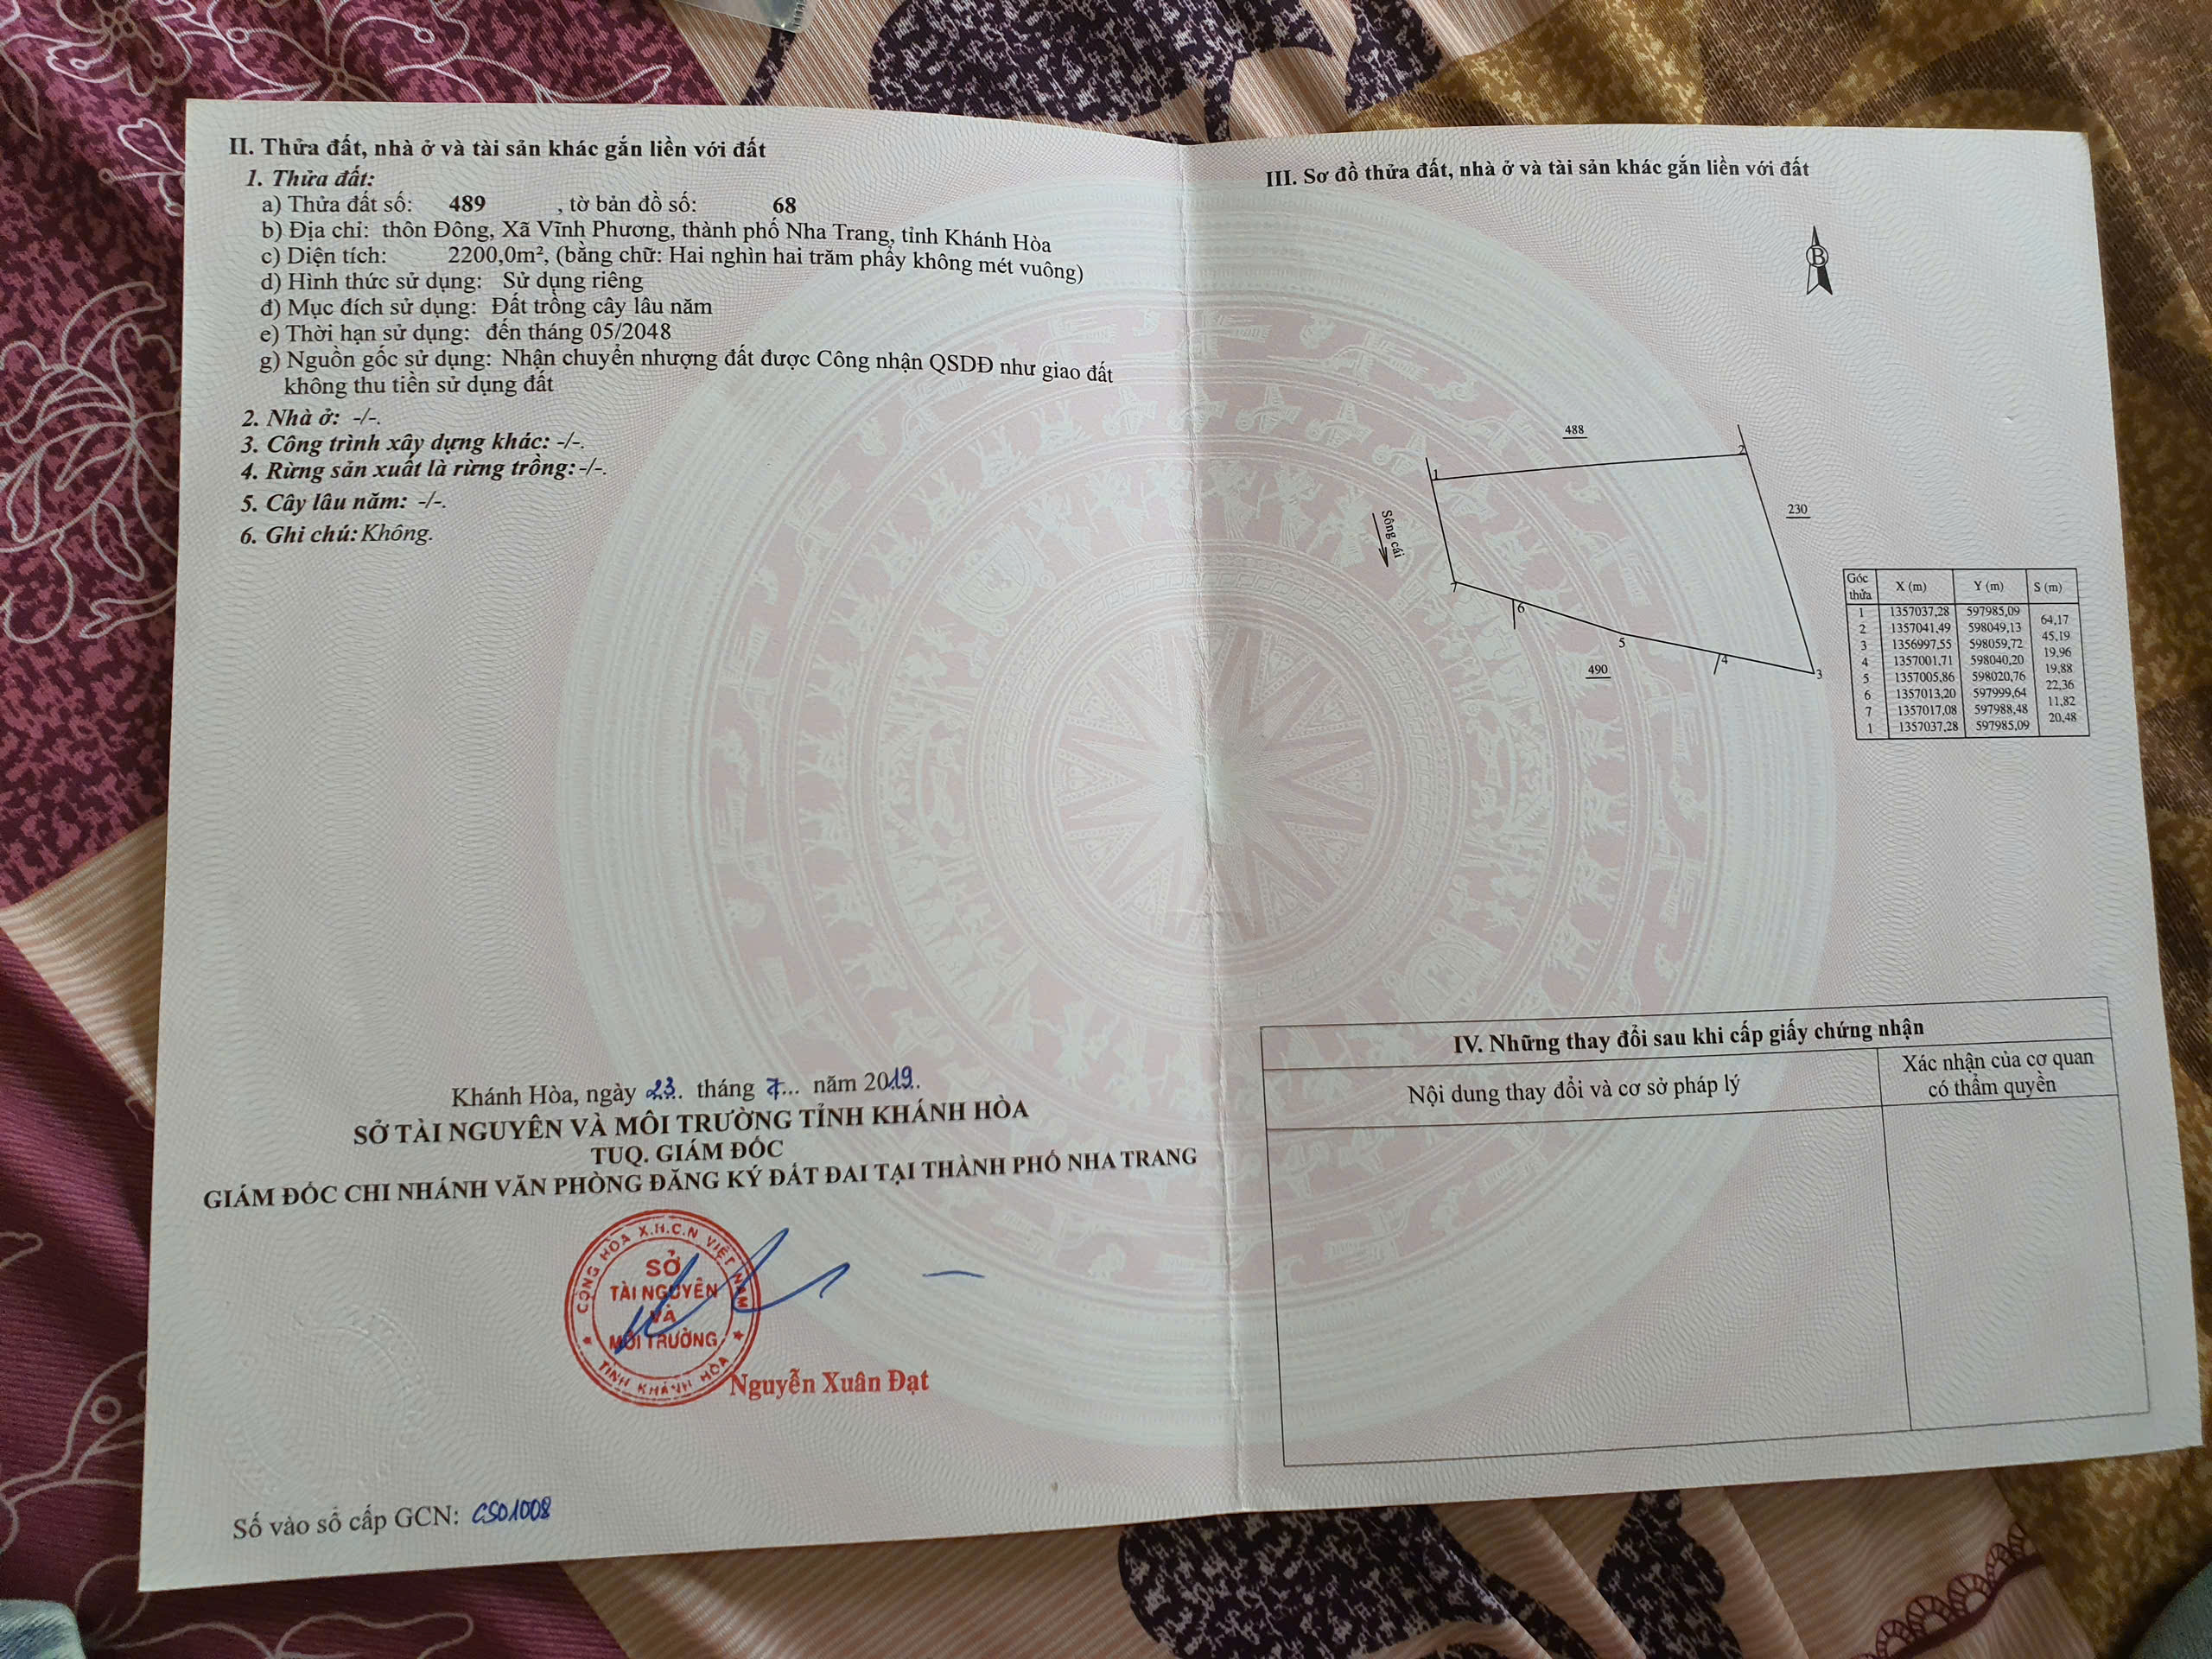 II. Thửa đất, nhà ở và tài sản khác gắn liền với đất
1. Thửa đất:
a) Thửa đất số: 489 , tờ bản đồ số: 68
b) Địa chỉ: thôn Đông, Xã Vĩnh Phương, thành phố Nha Trang, tỉnh Khánh Hòa
c) Diện tích: 2200,0m², (bằng chữ: Hai nghìn hai trăm phẩy không mét vuông)
d) Hình thức sử dụng: Sử dụng riêng
đ) Mục đích sử dụng: Đất trồng cây lâu năm
e) Thời hạn sử dụng: đến tháng 05/2048
g) Nguồn gốc sử dụng: Nhận chuyển nhượng đất được Công nhận QSDĐ như giao đất
không thu tiền sử dụng đất
2. Nhà ở: -/-.
3. Công trình xây dựng khác: -/-.
4. Rừng sản xuất là rừng trồng: -/-.
5. Cây lâu năm: -/-.
6. Ghi chú: Không.
Khánh Hòa, ngày 23. tháng 7... năm 2019.
SỞ TÀI NGUYÊN VÀ MÔI TRƯỜNG TỈNH KHÁNH HÒA
TUQ. GIÁM ĐỐC
GIÁM ĐỐC CHI NHÁNH VĂN PHÒNG ĐĂNG KÝ ĐẤT ĐAI TẠI THÀNH PHỐ NHA TRANG
CỘNG HÒA X.H.C.N VIỆT NAM
SỞ
TÀI NGUYÊN
VÀ
MÔI TRƯỜNG
TỈNH KHÁNH HÒA
Nguyễn Xuân Đạt
Số vào sổ cấp GCN: CS01008
III. Sơ đồ thửa đất, nhà ở và tài sản khác gắn liền với đất
B
488
1
2
230
Sông cái
7
6
5
4
3
490
Góc thửa X (m) Y (m) S (m)
1 1357037,28 597985,09
64,17
2 1357041,49 598049,13
45,19
3 1356997,55 598059,72
19,96
4 1357001,71 598040,20
19,88
5 1357005,86 598020,76
22,36
6 1357013,20 597999,64
11,82
7 1357017,08 597988,48
20,48
1 1357037,28 597985,09
IV. Những thay đổi sau khi cấp giấy chứng nhận
Nội dung thay đổi và cơ sở pháp lý
Xác nhận của cơ quan
có thẩm quyền